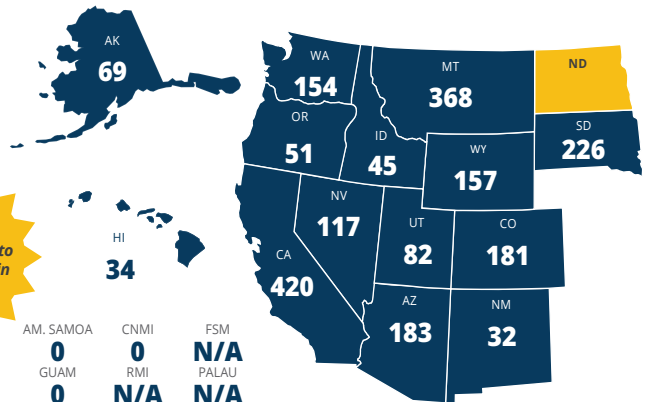 AK
69
WA
154
MT
368
ND
OR
51
ID
45
SD
226
WY
157
NV
117
UT
82
CO
181
to
in
HI
34
CA
420
AZ
183
NM
32
AM. SAMOA CNMI FSM
0 0 N/A
GUAM RMI PALAU
0 N/A N/A